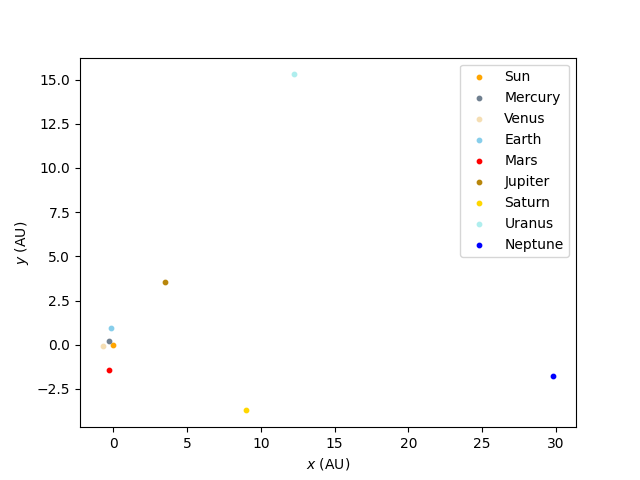 15.0
12.5
10.0
7.5
5.0
2.5
0.0
−2.5
y (AU)
0 5 10 15 20 25 30
x (AU)
Sun
Mercury
Venus
Earth
Mars
Jupiter
Saturn
Uranus
Neptune